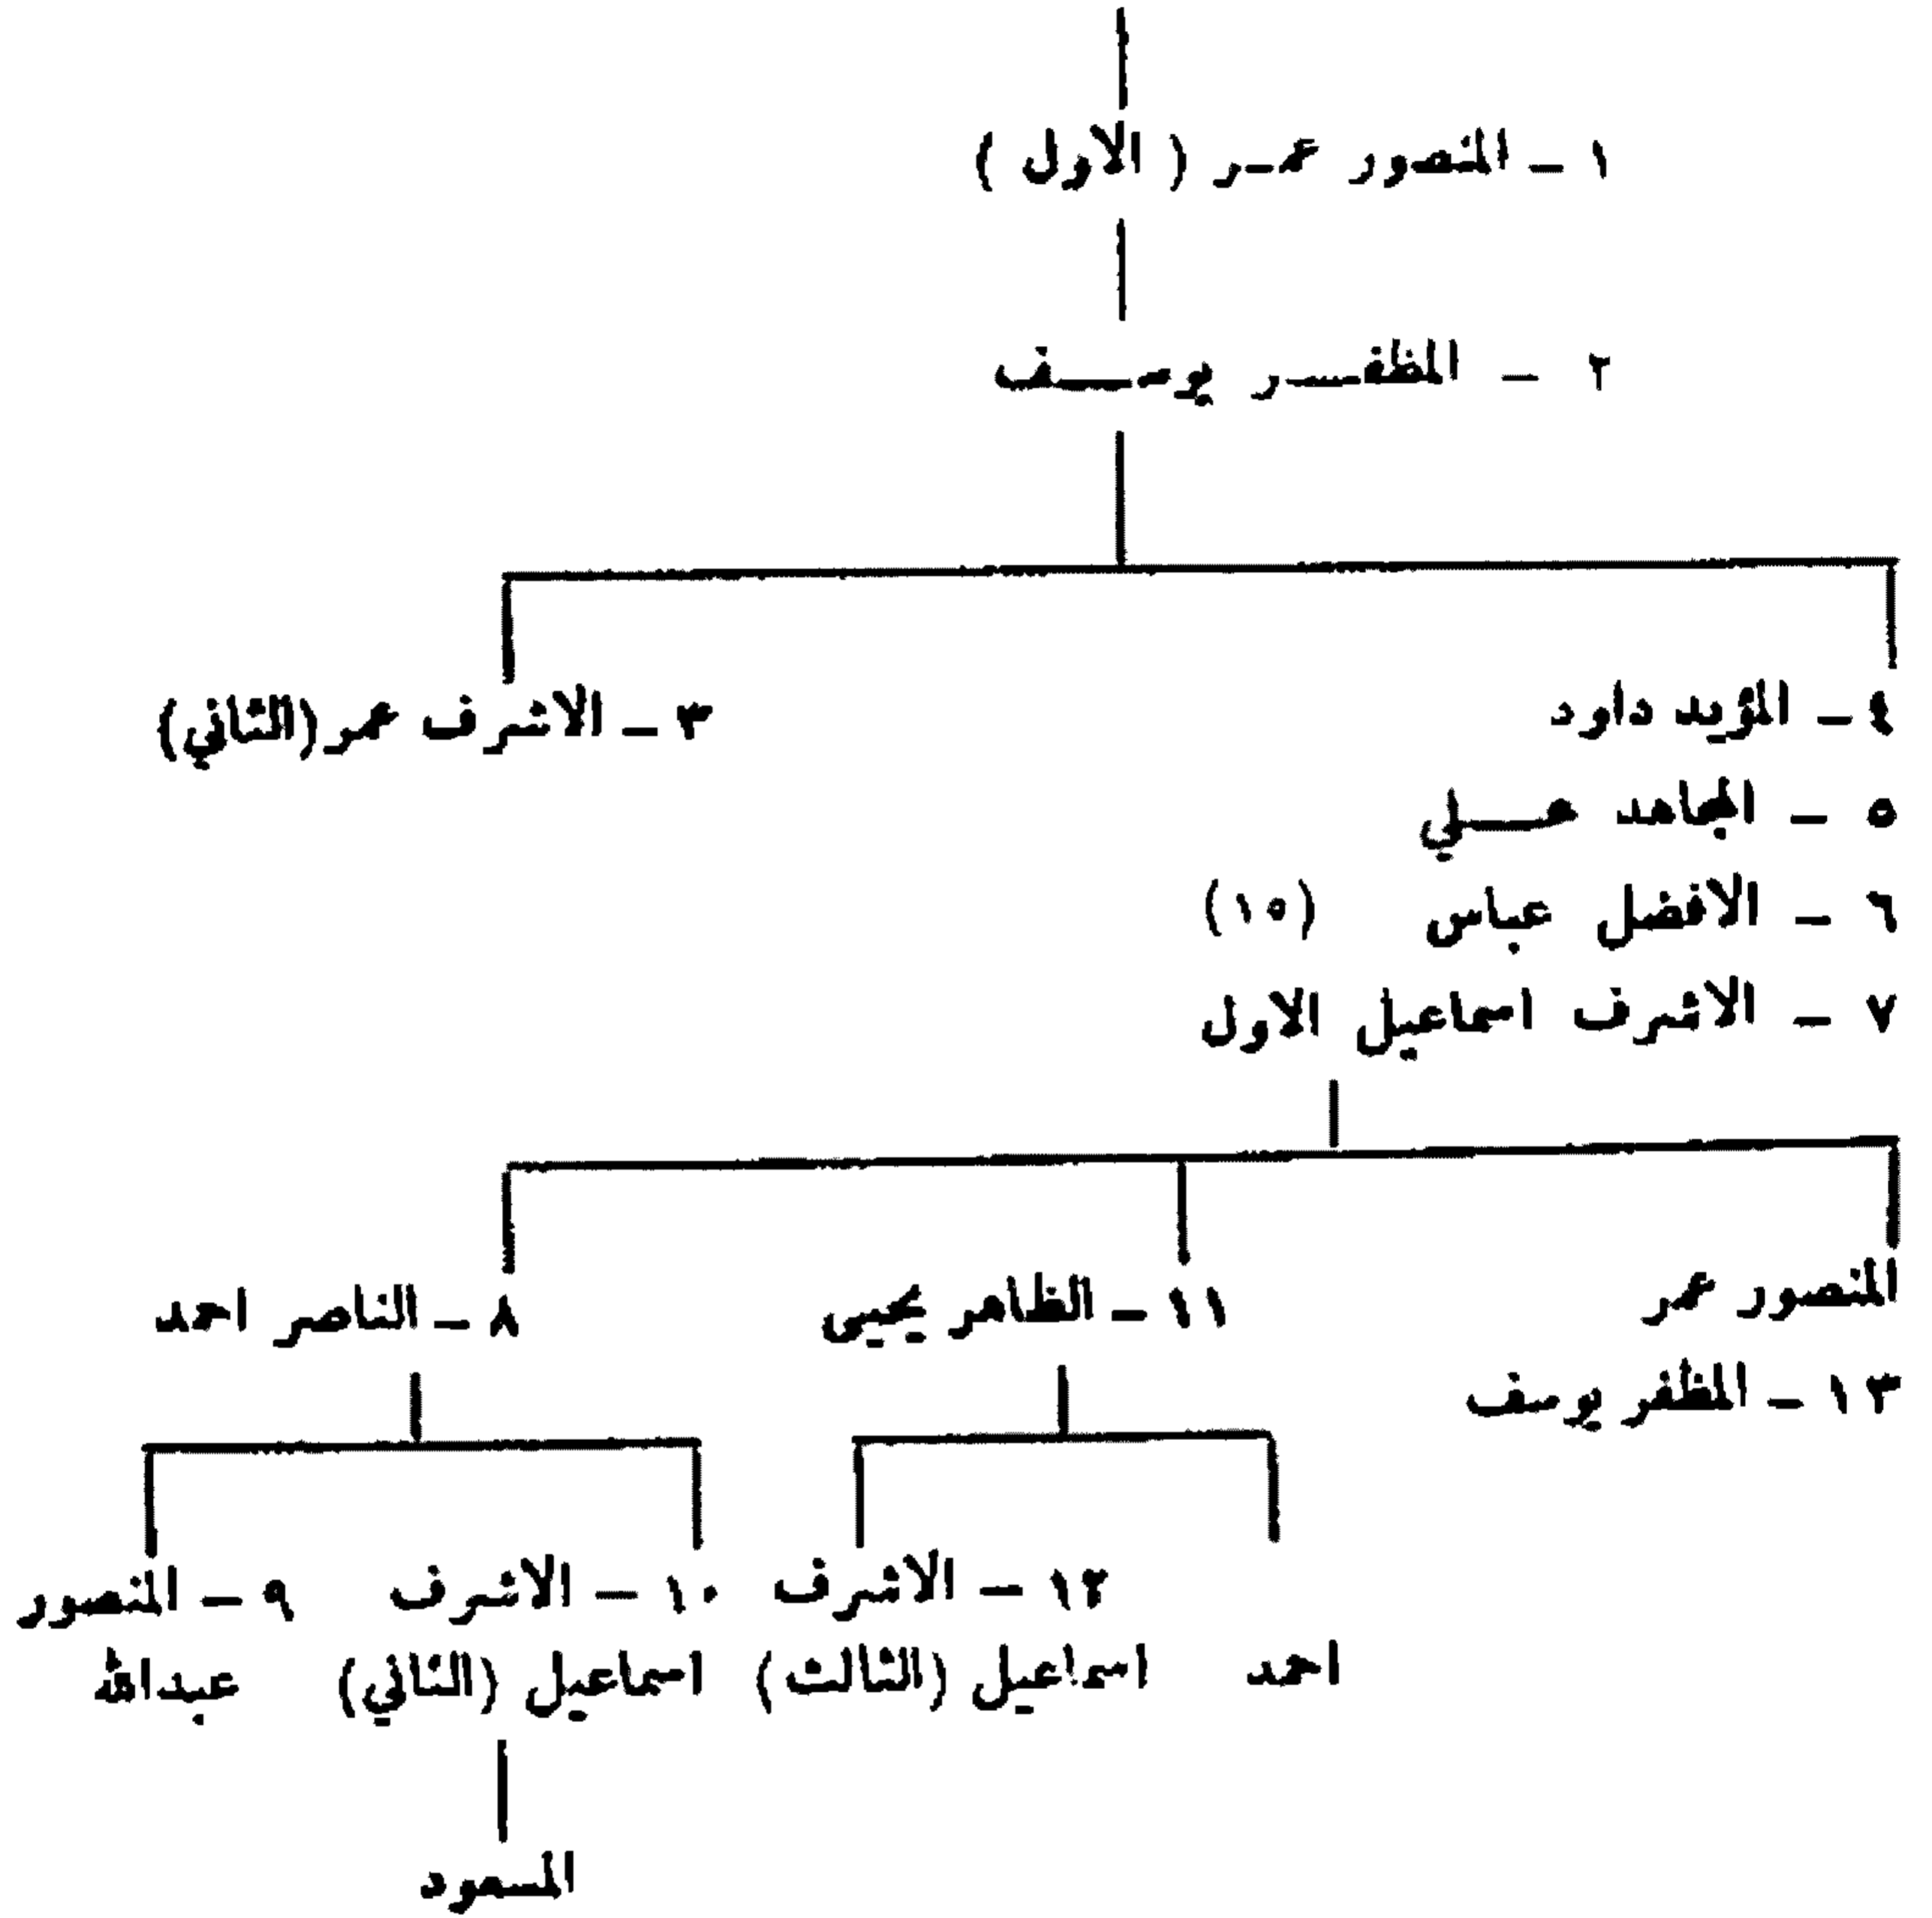 ١ - المنصور عمر ( الاول )
٢ - المظفر يوسف
٤ - المؤيد داود
٣ - الاشرف عمر (الثاني)
٥ - المجاهد علي
٦ - الافضل عباس (١٥)
٧ - الاشرف اسماعيل الاول
المنصور عمر
١١ - الظاهر يحيى
٨ - الناصر احمد
١٣ - المظفر يوسف
١٢ - الاشرف
١٠ - الاشرف
٩ - المنصور
احمد
اسماعيل (الثالث)
اسماعيل (الثاني)
عبدالله
المسعود